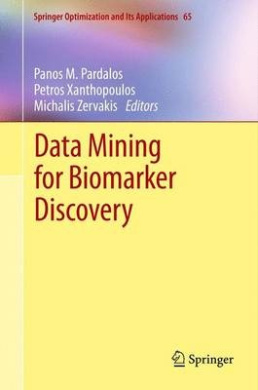 Springer Optimization and Its Applications 65
Panos M. Pardalos
Petros Xanthopoulos
Michalis Zervakis Editors
Data Mining
for Biomarker
Discovery
Springer